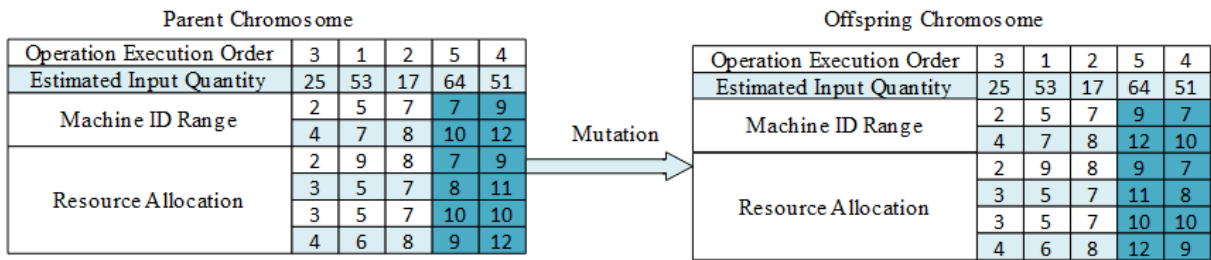 Parent Chromosome
Operation Execution Order 3 1 2 5 4
Estimated Input Quantity 25 53 17 64 51
Machine ID Range
2 5 7 7 9
4 7 8 10 12
Resource Allocation
2 9 8 7 9
3 5 7 8 11
3 5 7 10 10
4 6 8 9 12
Mutation
Offspring Chromosome
Operation Execution Order 3 1 2 5 4
Estimated Input Quantity 25 53 17 64 51
Machine ID Range
2 5 7 9 7
4 7 8 12 10
Resource Allocation
2 9 8 9 7
3 5 7 11 8
3 5 7 10 10
4 6 8 12 9